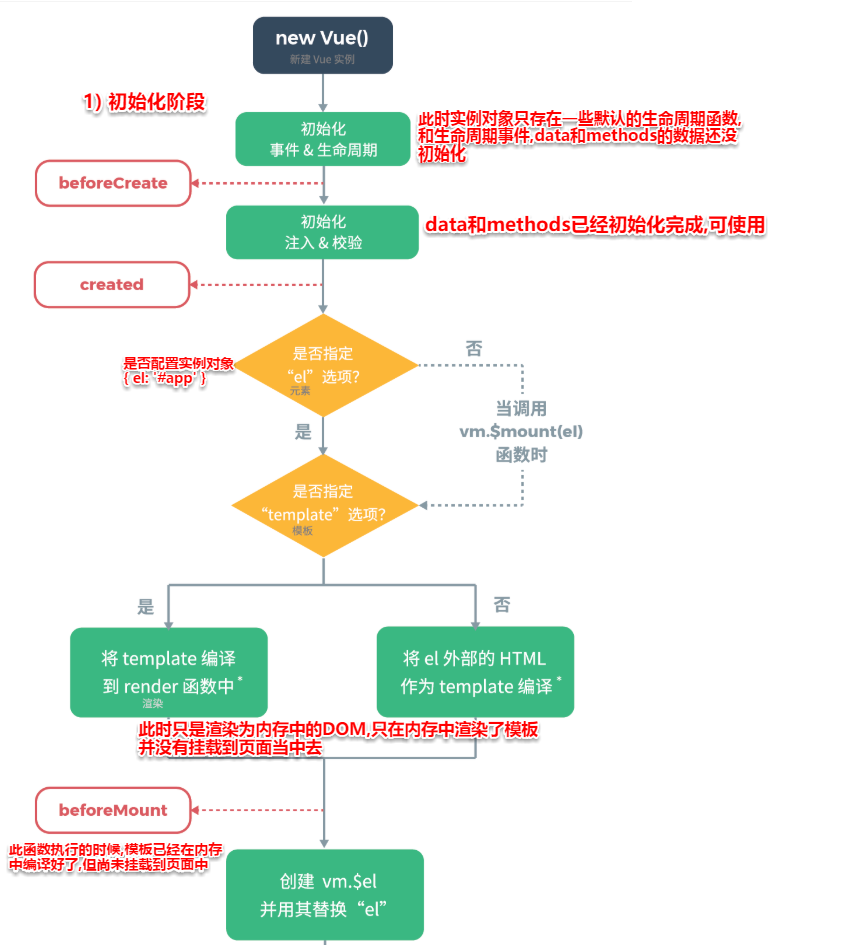 new Vue()
新建 Vue 实例
1) 初始化阶段
初始化
事件 & 生命周期
此时实例对象只存在一些默认的生命周期函数,
和生命周期事件,data和methods的数据还没
初始化
beforeCreate
初始化
注入 & 校验
data和methods已经初始化完成,可使用
created
是否配置实例对象
{ el: '#app' }
是否指定
“el”选项?
元素
否
当调用
vm.$mount(el)
函数时
是
是否指定
“template”选项?
模板
是
否
将 template 编译
到 render 函数中*
渲染
将 el 外部的 HTML
作为 template 编译*
此时只是渲染为内存中的DOM,只在内存中渲染了模板
并没有挂载到页面当中去
beforeMount
此函数执行的时候,模板已经在内存
中编译好了,但尚未挂载到页面中
创建 vm.$el
并用其替换“el”